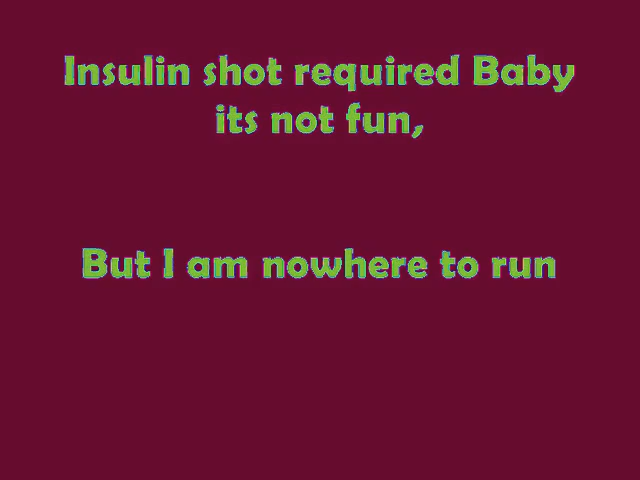 Insulin shot required Baby
its not fun,
But I am nowhere to run